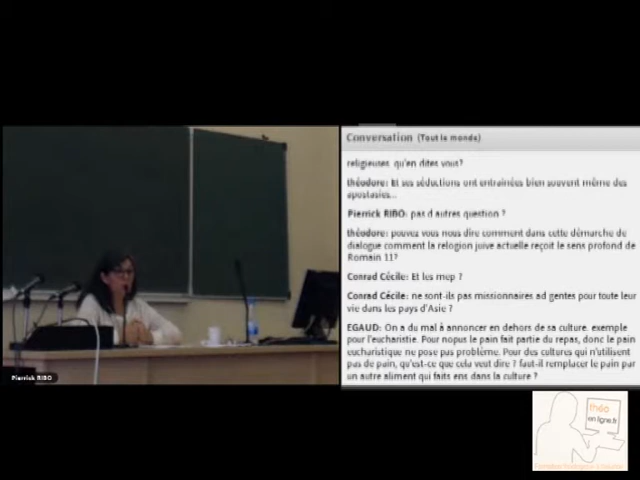 Conversation (Tout le monde)
religieuses. qu'en dites vous?
théodore: Et ses séductions ont entrainées bien souvent même des
apostasies...
Pierrick RIBO: pas d autres question ?
théodore: pouvez vous nous dire comment dans cette démarche de
dialogue comment la relogion juive actuelle reçoit le sens profond de
Romain 11?
Conrad Cécile: Et les mep ?
Conrad Cécile: ne sont-ils pas missionnaires ad gentes pour toute leur
vie dans les pays d'Asie ?
EGAUD: On a du mal à annoncer en dehors de sa culture. exemple
pour l'eucharistie. Pour nopus le pain fait partie du repas, donc le pain
eucharistique ne pose pas problème. Pour des cultures qui n'utilisent
pas de pain, qu'est-ce que cela veut dire ? faut-il remplacer le pain par
un autre aliment qui faits ens dans la culture ?
Pierrick RIBO
théo
en ligne.fr